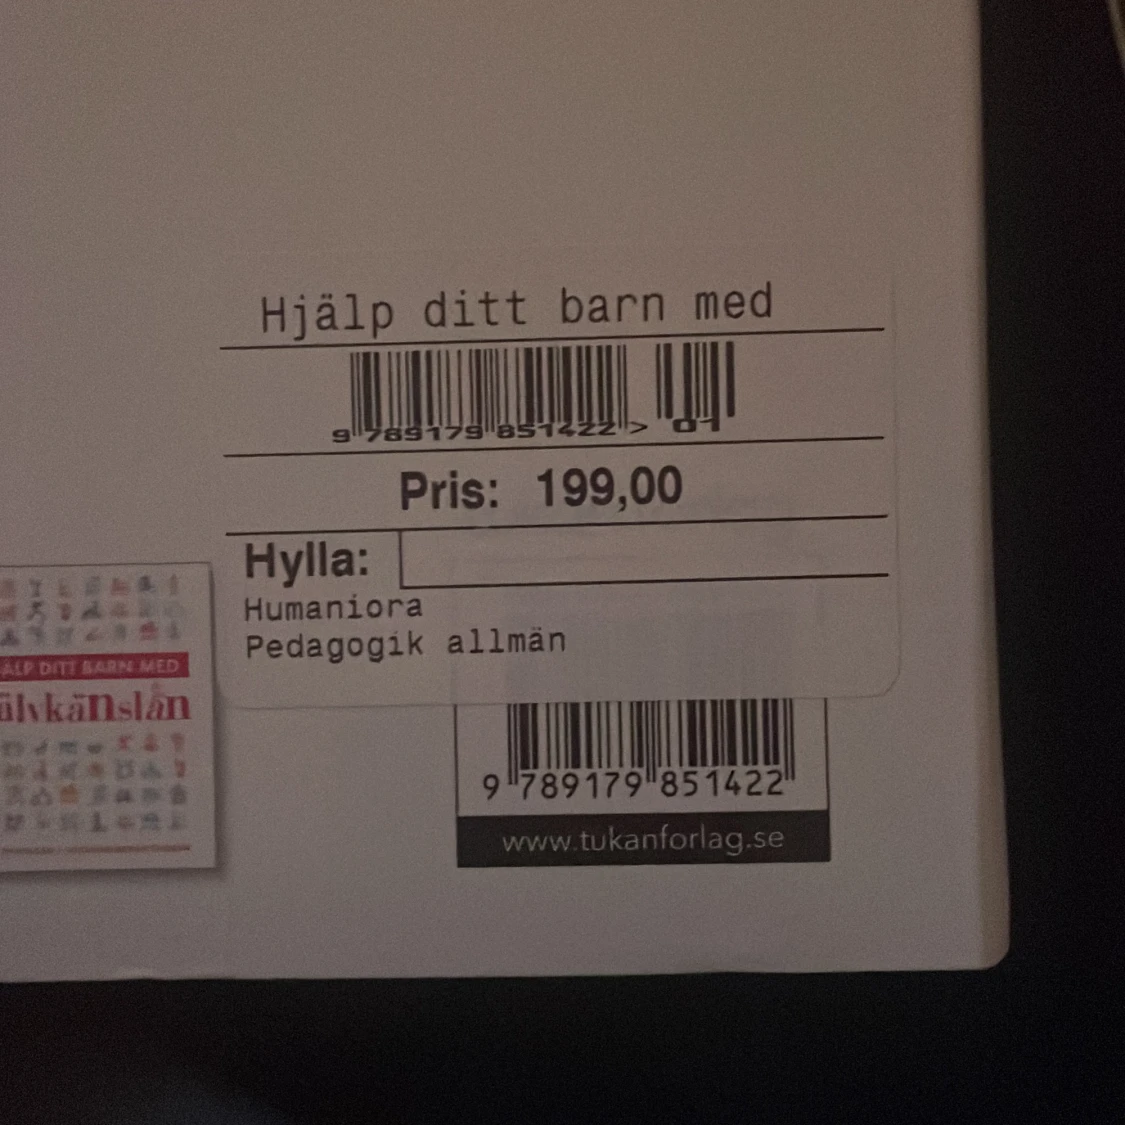 Hjälp ditt barn med
9 789179 851422 > 01
Pris: 199,00
Hylla:
Humaniora
Pedagogik allmän
ÄLP DITT BARN MED
älvkänslan
9 789179 851422
www.tukanforlag.se